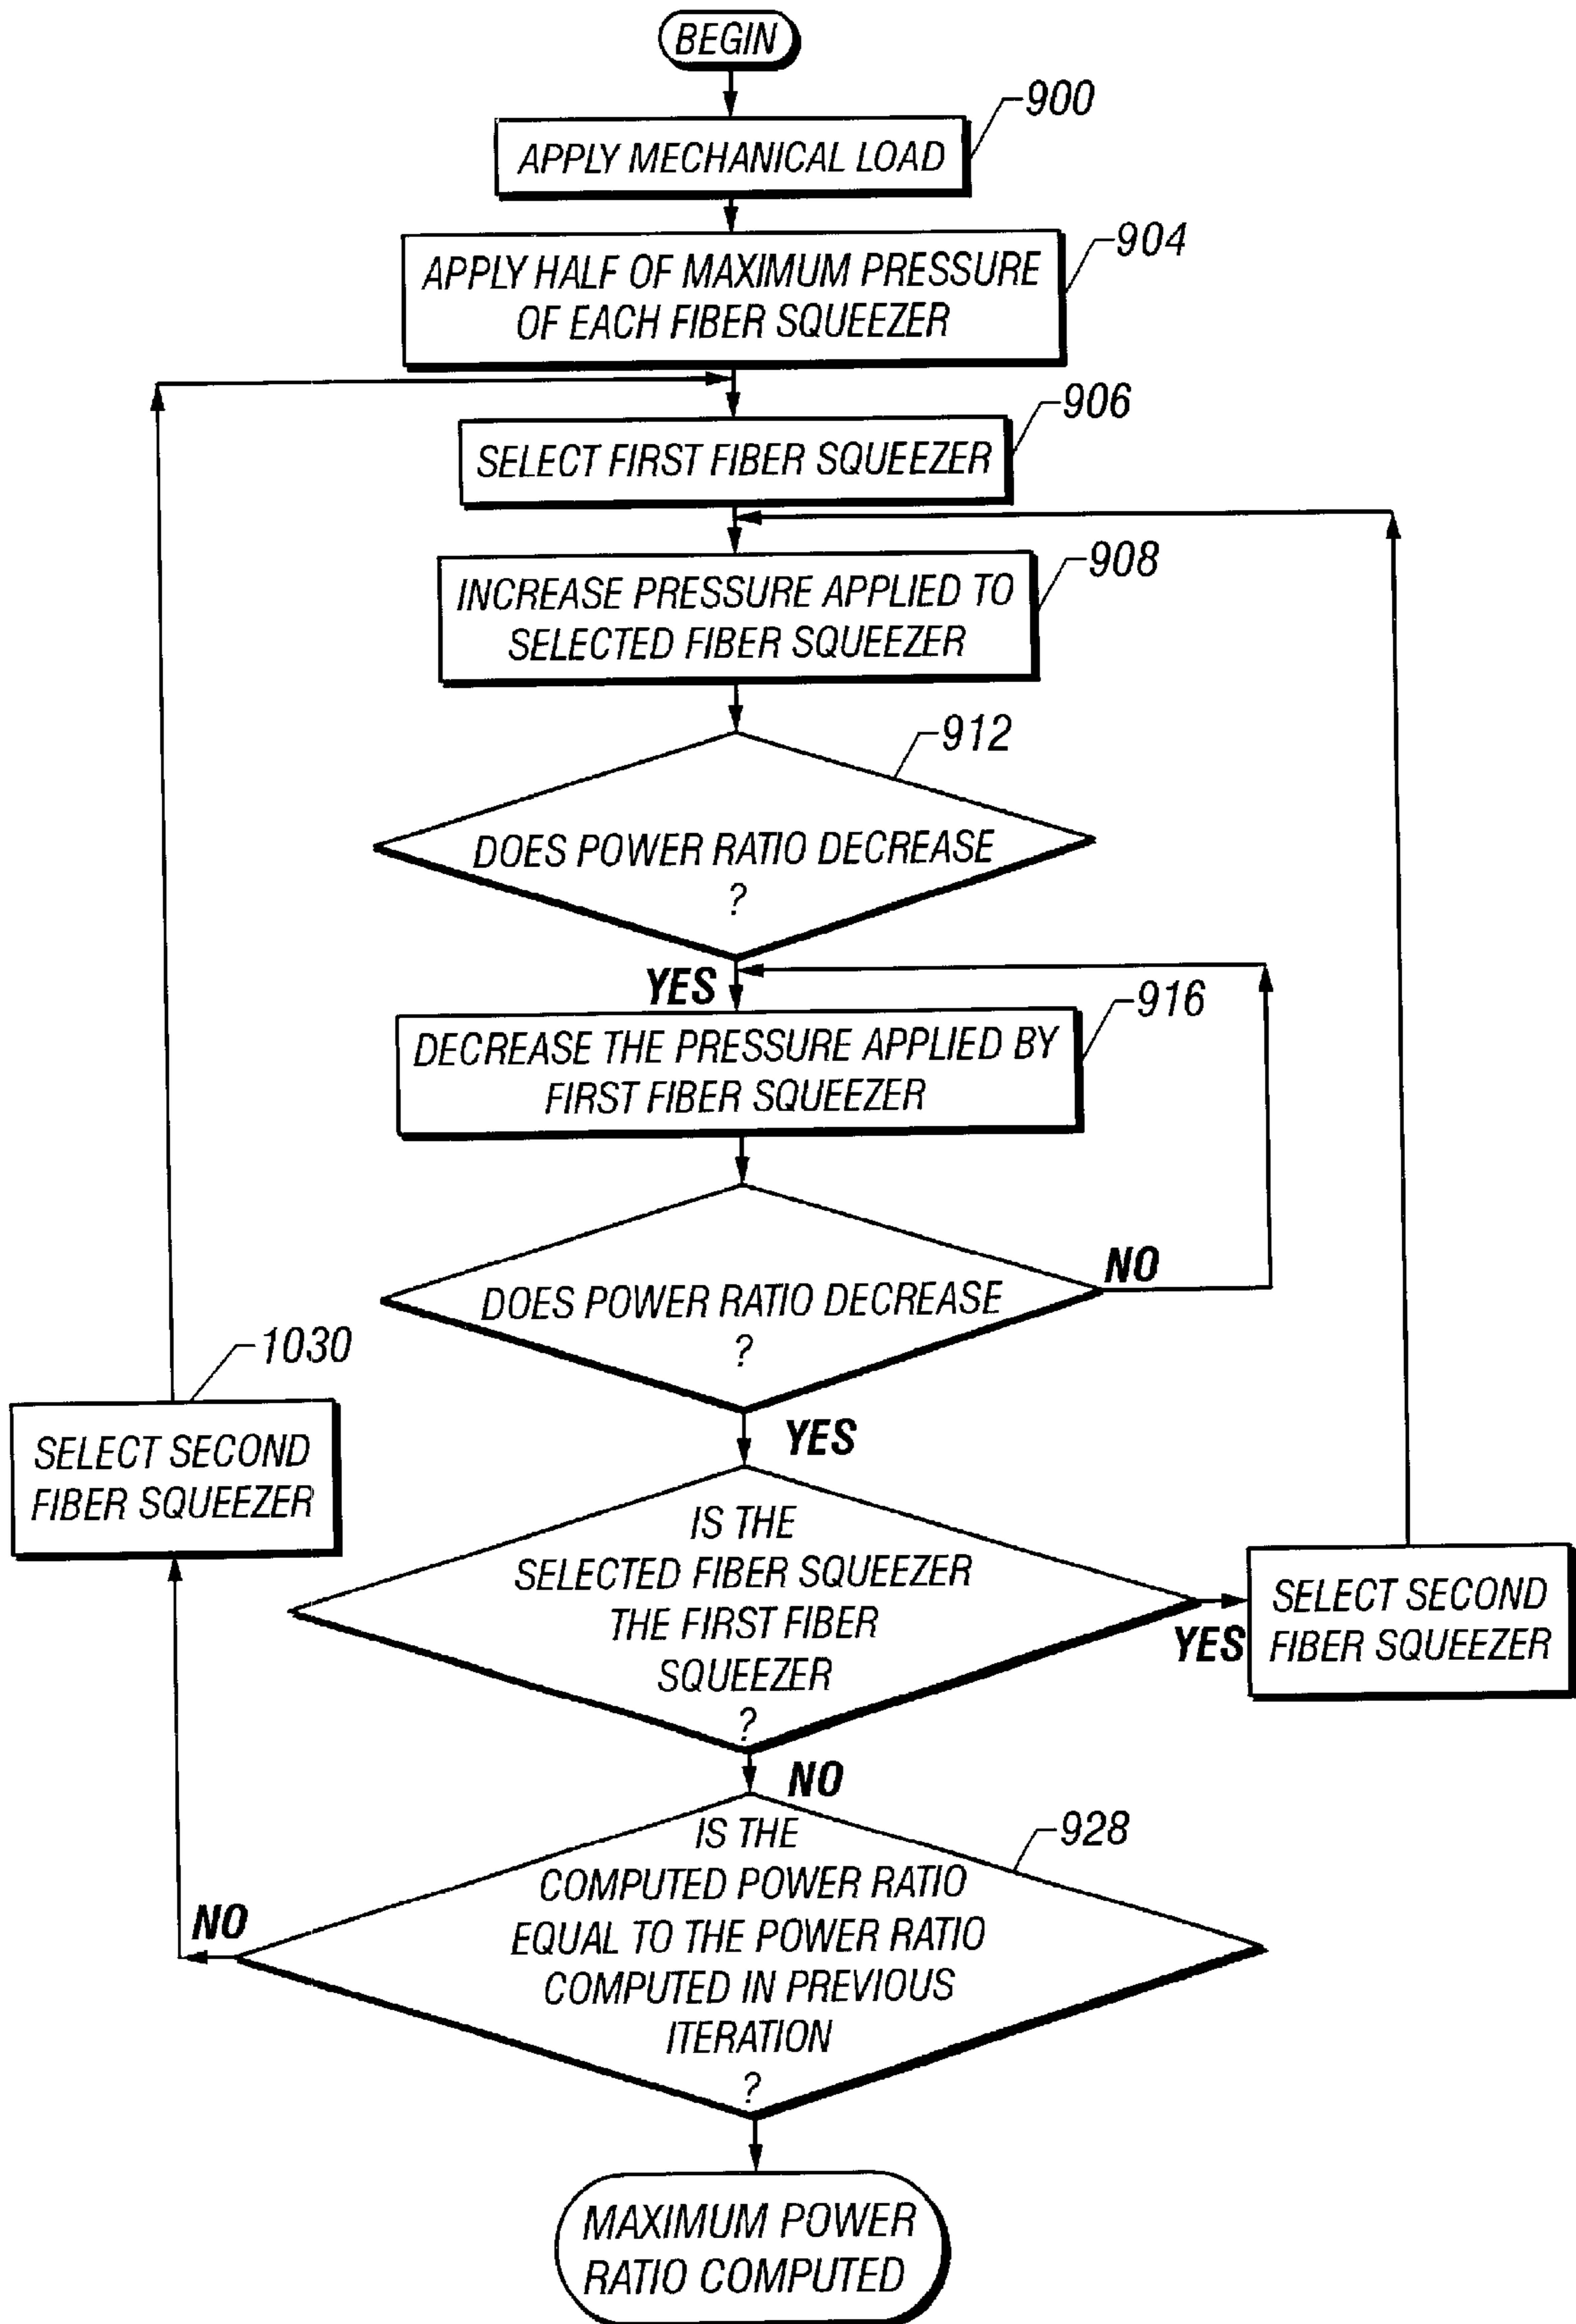 BEGIN
900
APPLY MECHANICAL LOAD
904
APPLY HALF OF MAXIMUM PRESSURE
OF EACH FIBER SQUEEZER
906
SELECT FIRST FIBER SQUEEZER
908
INCREASE PRESSURE APPLIED TO
SELECTED FIBER SQUEEZER
912
DOES POWER RATIO DECREASE
?
YES
916
DECREASE THE PRESSURE APPLIED BY
FIRST FIBER SQUEEZER
NO
DOES POWER RATIO DECREASE
?
1030
SELECT SECOND
FIBER SQUEEZER
YES
IS THE
SELECTED FIBER SQUEEZER
THE FIRST FIBER
SQUEEZER
?
YES
SELECT SECOND
FIBER SQUEEZER
NO
928
IS THE
COMPUTED POWER RATIO
EQUAL TO THE POWER RATIO
COMPUTED IN PREVIOUS
ITERATION
?
NO
MAXIMUM POWER
RATIO COMPUTED